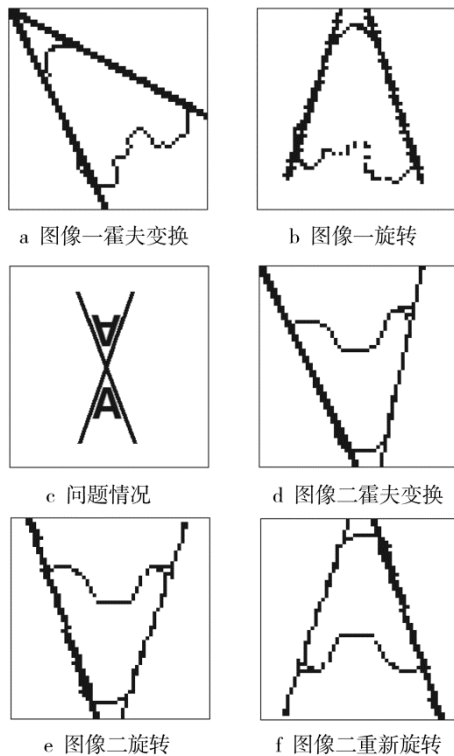 a 图像一霍夫变换
b 图像一旋转
A
A
c 问题情况
d 图像二霍夫变换
e 图像二旋转
f 图像二重新旋转